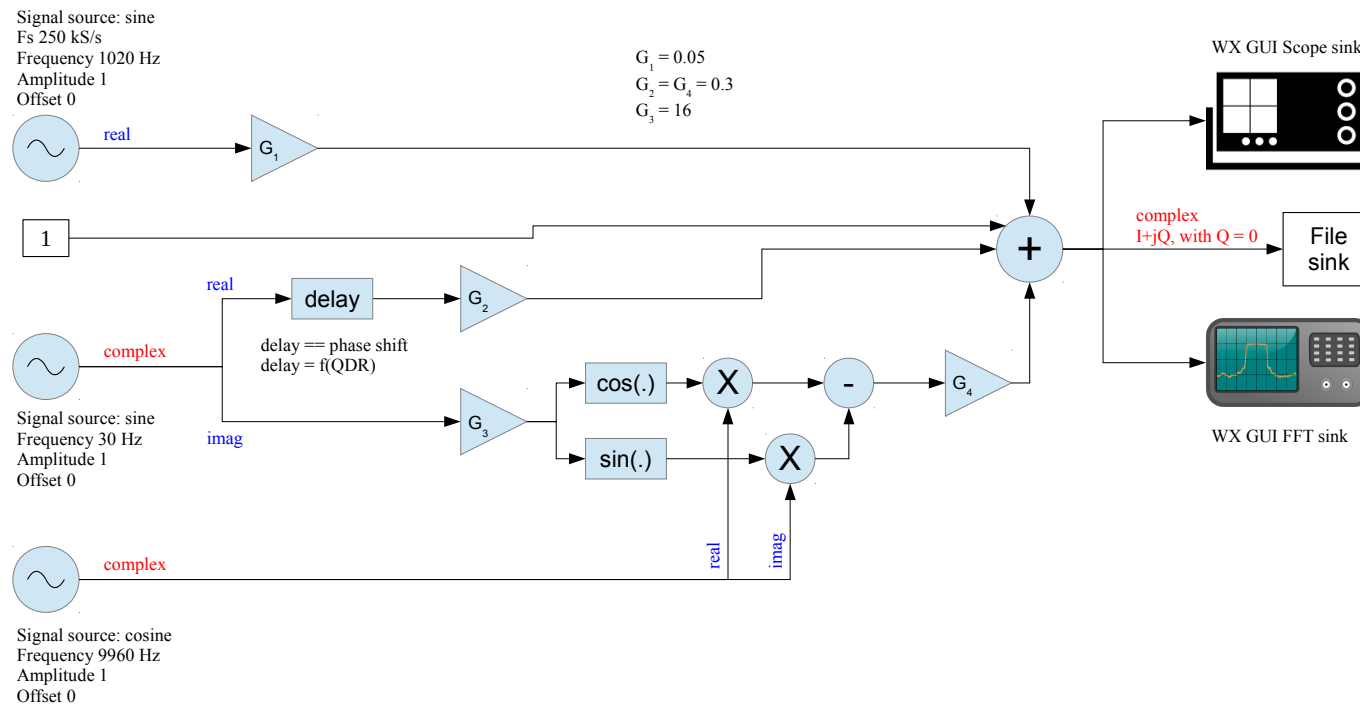 Signal source: sine
Fs 250 kS/s
Frequency 1020 Hz
Amplitude 1
Offset 0
real
G1
G1 = 0.05
G2 = G4 = 0.3
G3 = 16
WX GUI Scope sink
1
+
complex
I+jQ, with Q = 0
File
sink
real
delay
G2
delay == phase shift
delay = f(QDR)
complex
Signal source: sine
Frequency 30 Hz
Amplitude 1
Offset 0
imag
G3
cos(.)
X
-
G4
sin(.)
X
WX GUI FFT sink
complex
real
imag
Signal source: cosine
Frequency 9960 Hz
Amplitude 1
Offset 0